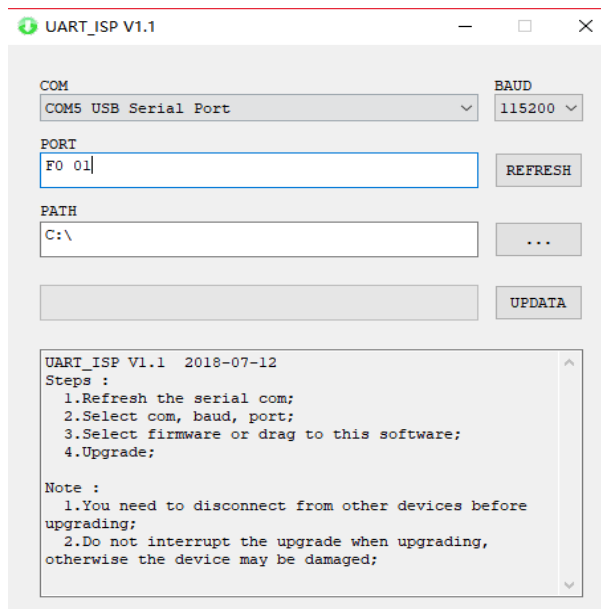 UART_ISP V1.1
COM
BAUD
COM5 USB Serial Port
115200
PORT
F0 01
REFRESH
PATH
C:\
...
UPDATA
UART_ISP V1.1  2018-07-12
Steps :
  1.Refresh the serial com;
  2.Select com, baud, port;
  3.Select firmware or drag to this software;
  4.Upgrade;
Note :
  1.You need to disconnect from other devices before
upgrading;
  2.Do not interrupt the upgrade when upgrading,
otherwise the device may be damaged;